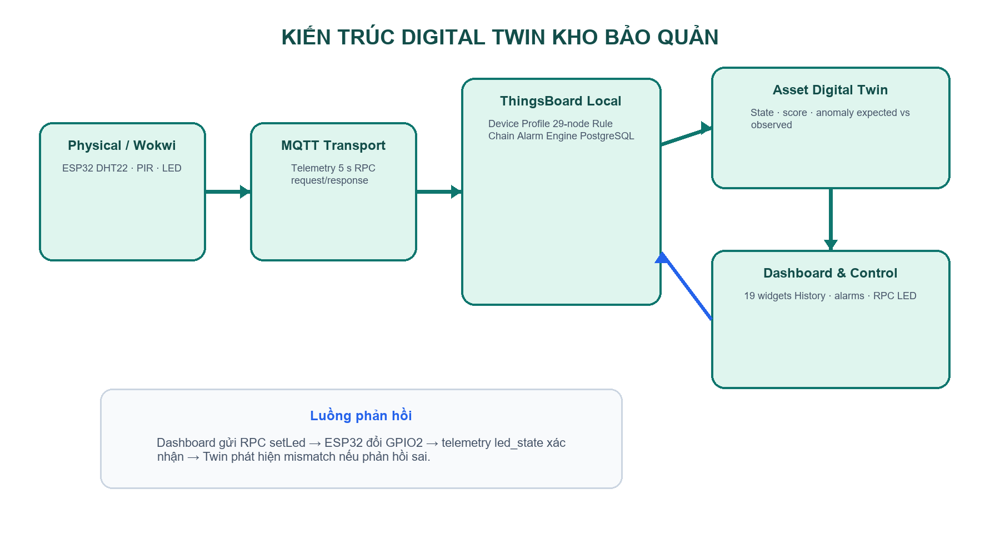 KIẾN TRÚC DIGITAL TWIN KHO BẢO QUẢN
Physical / Wokwi
ESP32 DHT22 · PIR · LED
MQTT Transport
Telemetry 5 s RPC
request/response
ThingsBoard Local
Device Profile 29-node Rule
Chain Alarm Engine PostgreSQL
Asset Digital Twin
State · score · anomaly expected vs
observed
Dashboard & Control
19 widgets History · alarms · RPC LED
Luồng phản hồi
Dashboard gửi RPC setLed → ESP32 đổi GPIO2 → telemetry led_state xác
nhận → Twin phát hiện mismatch nếu phản hồi sai.